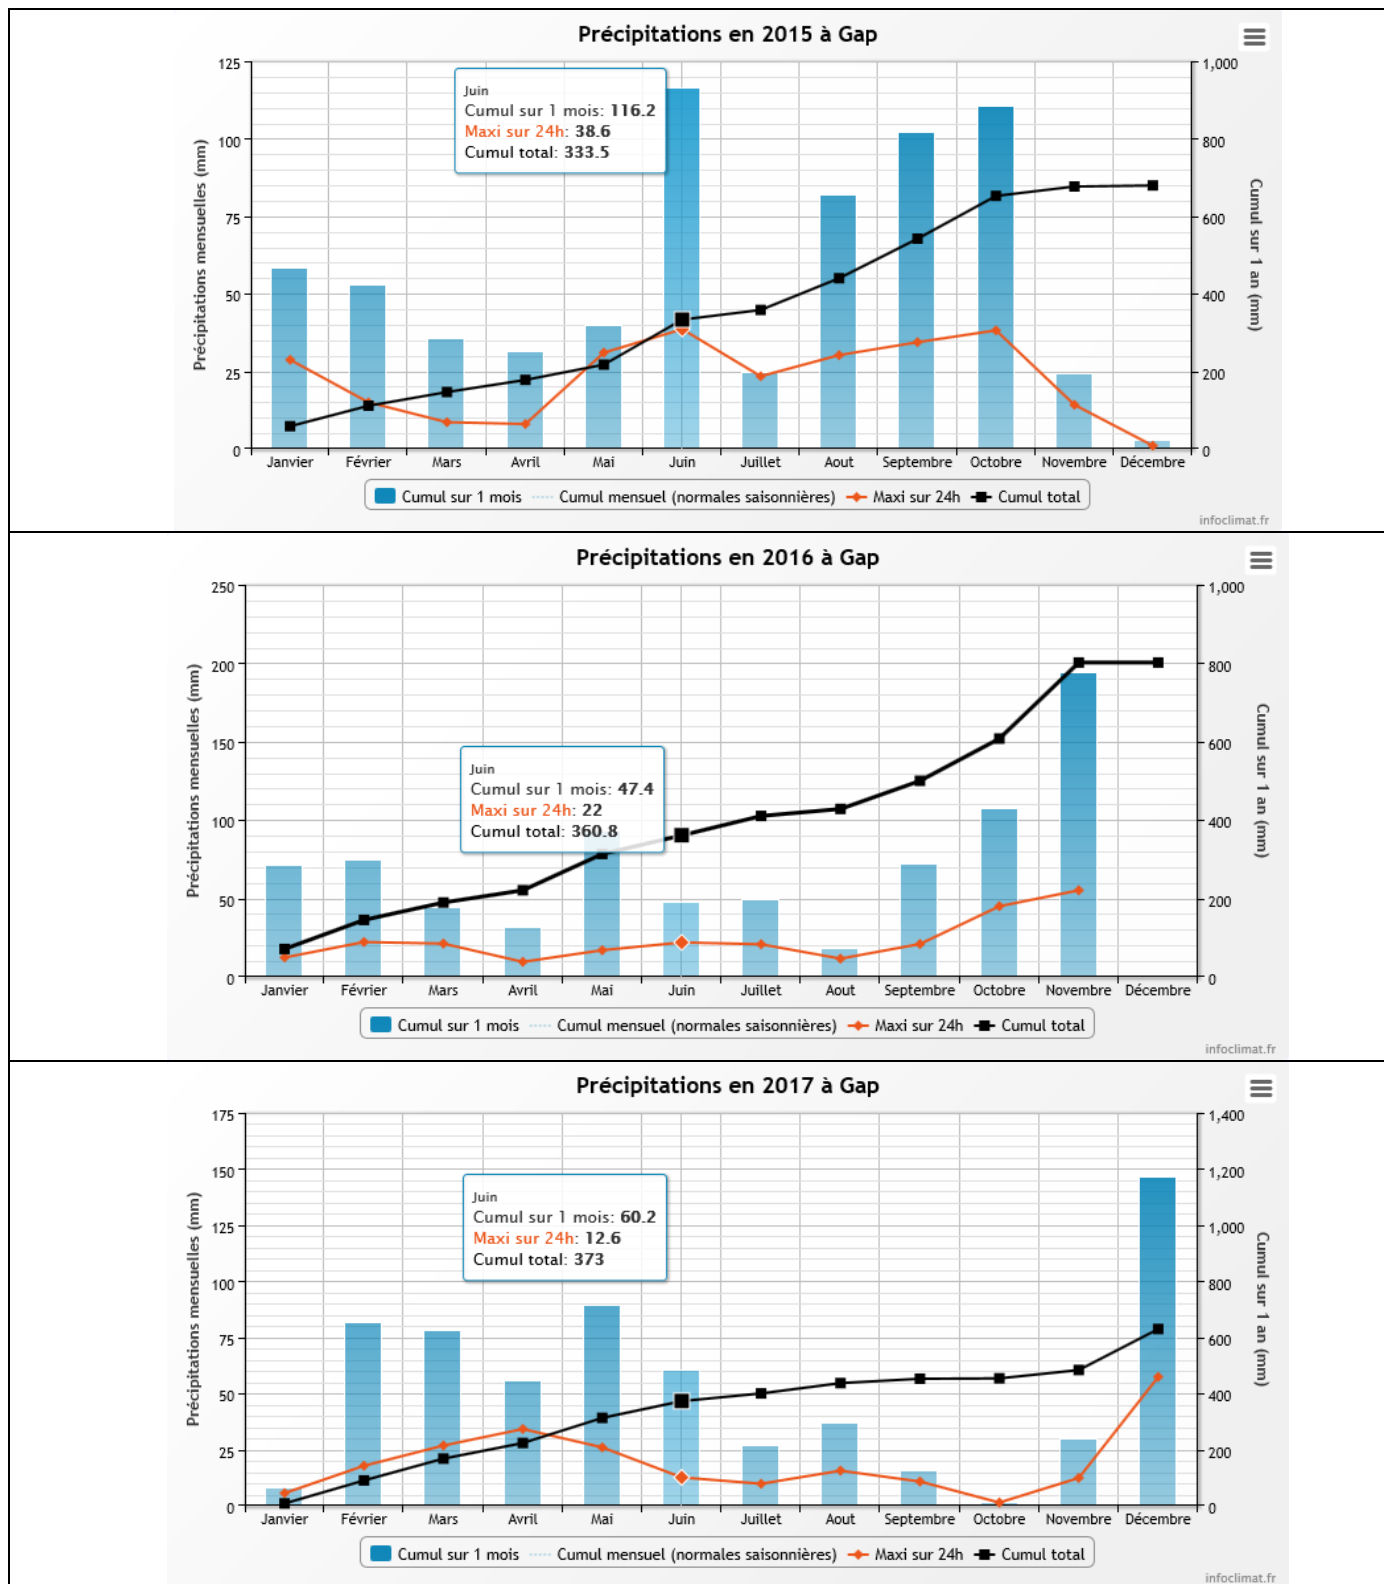 Précipitations en 2015 à Gap
125
100
75
50
25
0
Précipitations mensuelles (mm)
1,000
800
600
400
200
0
Cumul sur 1 an (mm)
Juin
Cumul sur 1 mois: 116.2
Maxi sur 24h: 38.6
Cumul total: 333.5
Janvier Février Mars Avril Mai Juin Juillet Aout Septembre Octobre Novembre Décembre
Cumul sur 1 mois Cumul mensuel (normales saisonnières) Maxi sur 24h Cumul total
infoclimat.fr
Précipitations en 2016 à Gap
250
200
150
100
50
0
Précipitations mensuelles (mm)
1,000
800
600
400
200
0
Cumul sur 1 an (mm)
Juin
Cumul sur 1 mois: 47.4
Maxi sur 24h: 22
Cumul total: 360.8
Janvier Février Mars Avril Mai Juin Juillet Aout Septembre Octobre Novembre Décembre
Cumul sur 1 mois Cumul mensuel (normales saisonnières) Maxi sur 24h Cumul total
infoclimat.fr
Précipitations en 2017 à Gap
175
150
125
100
75
50
25
0
Précipitations mensuelles (mm)
1,400
1,200
1,000
800
600
400
200
0
Cumul sur 1 an (mm)
Juin
Cumul sur 1 mois: 60.2
Maxi sur 24h: 12.6
Cumul total: 373
Janvier Février Mars Avril Mai Juin Juillet Aout Septembre Octobre Novembre Décembre
Cumul sur 1 mois Cumul mensuel (normales saisonnières) Maxi sur 24h Cumul total
infoclimat.fr